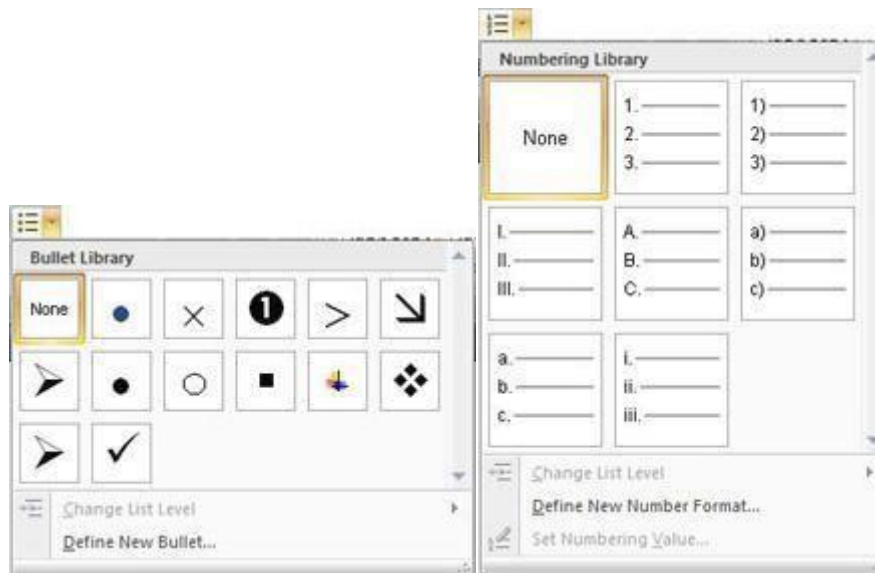 Bullet Library
None
1
Change List Level
Define New Bullet...
Numbering Library
None
1.
2.
3.
1)
2)
3)
I.
II.
III.
A.
B.
C.
a)
b)
c)
a.
b.
c.
i.
ii.
iii.
Change List Level
Define New Number Format...
Set Numbering Value...